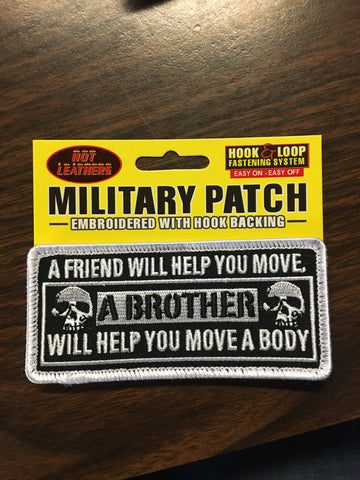 HOT
LEATHERS
HOOK & LOOP
FASTENING SYSTEM
EASY ON - EASY OFF
MILITARY PATCH
EMBROIDERED WITH HOOK BACKING
A FRIEND WILL HELP YOU MOVE.
A BROTHER
WILL HELP YOU MOVE A BODY